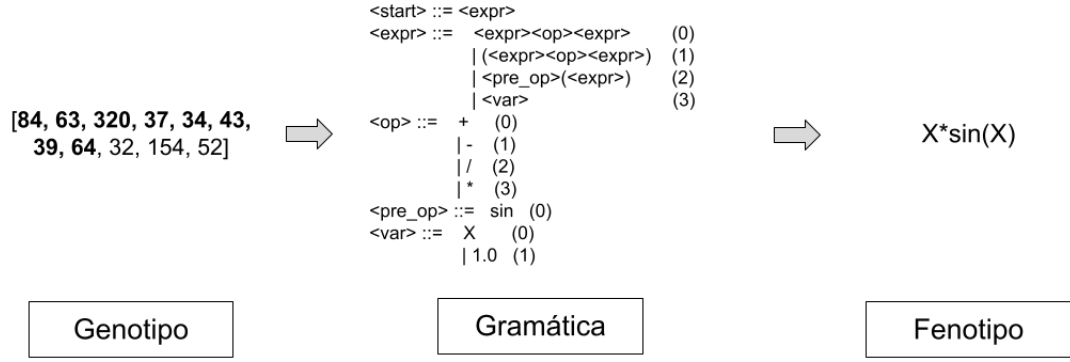 [84, 63, 320, 37, 34, 43,
39, 64, 32, 154, 52]
<start> ::= <expr>
<expr> ::= <expr><op><expr> (0)
| (<expr><op><expr>) (1)
| <pre_op>(<expr>) (2)
| <var> (3)
<op> ::= + (0)
| - (1)
| / (2)
| * (3)
<pre_op> ::= sin (0)
<var> ::= X (0)
| 1.0 (1)
X*sin(X)
Genotipo
Gramática
Fenotipo